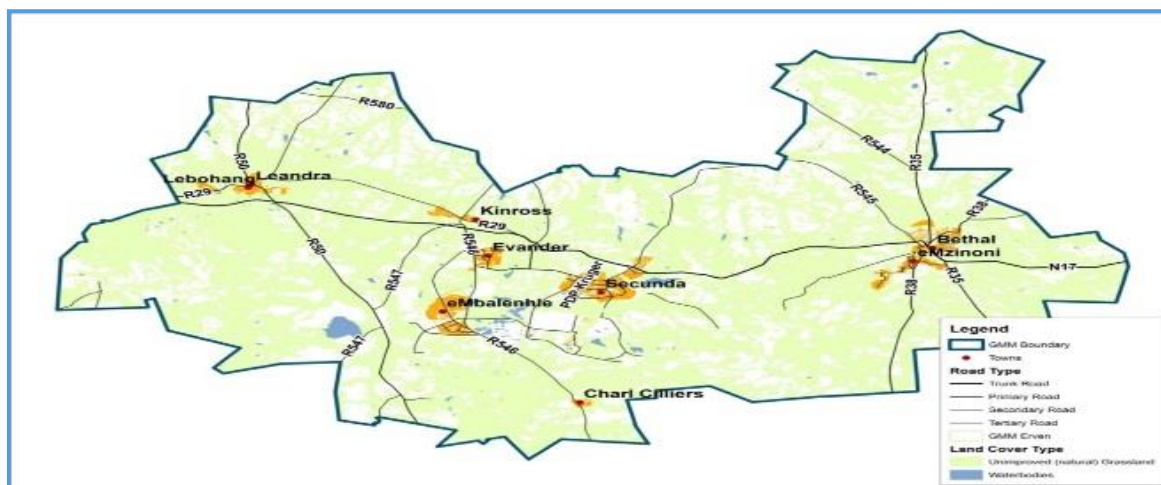 R580
R544
R35
R50
R545
Lebohang
Leandra
R29
R38
Kinross
R29
R546
Bethal
Evander
eMzinoni
R50
R547
PDP Kruger
Secunda
N17
R35
R38
eMbalenhle
R547
R546
Charl Cilliers
Legend
GMM Boundary
Towns
Road Type
Trunk Road
Primary Road
Secondary Road
Tertiary Road
GMM Erven
Land Cover Type
Unimproved (natural) Grassland
Waterbodies